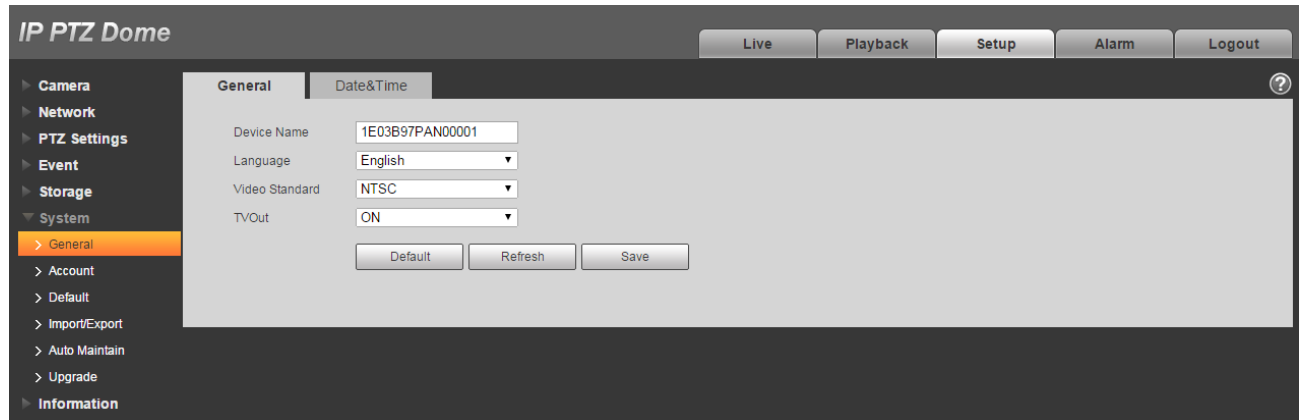 IP PTZ Dome
Live Playback Setup Alarm Logout
Camera
Network
PTZ Settings
Event
Storage
System
> General
> Account
> Default
> Import/Export
> Auto Maintain
> Upgrade
Information
General Date&Time
?
Device Name 1E03B97PAN00001
Language English
Video Standard NTSC
TVOut ON
Default Refresh Save